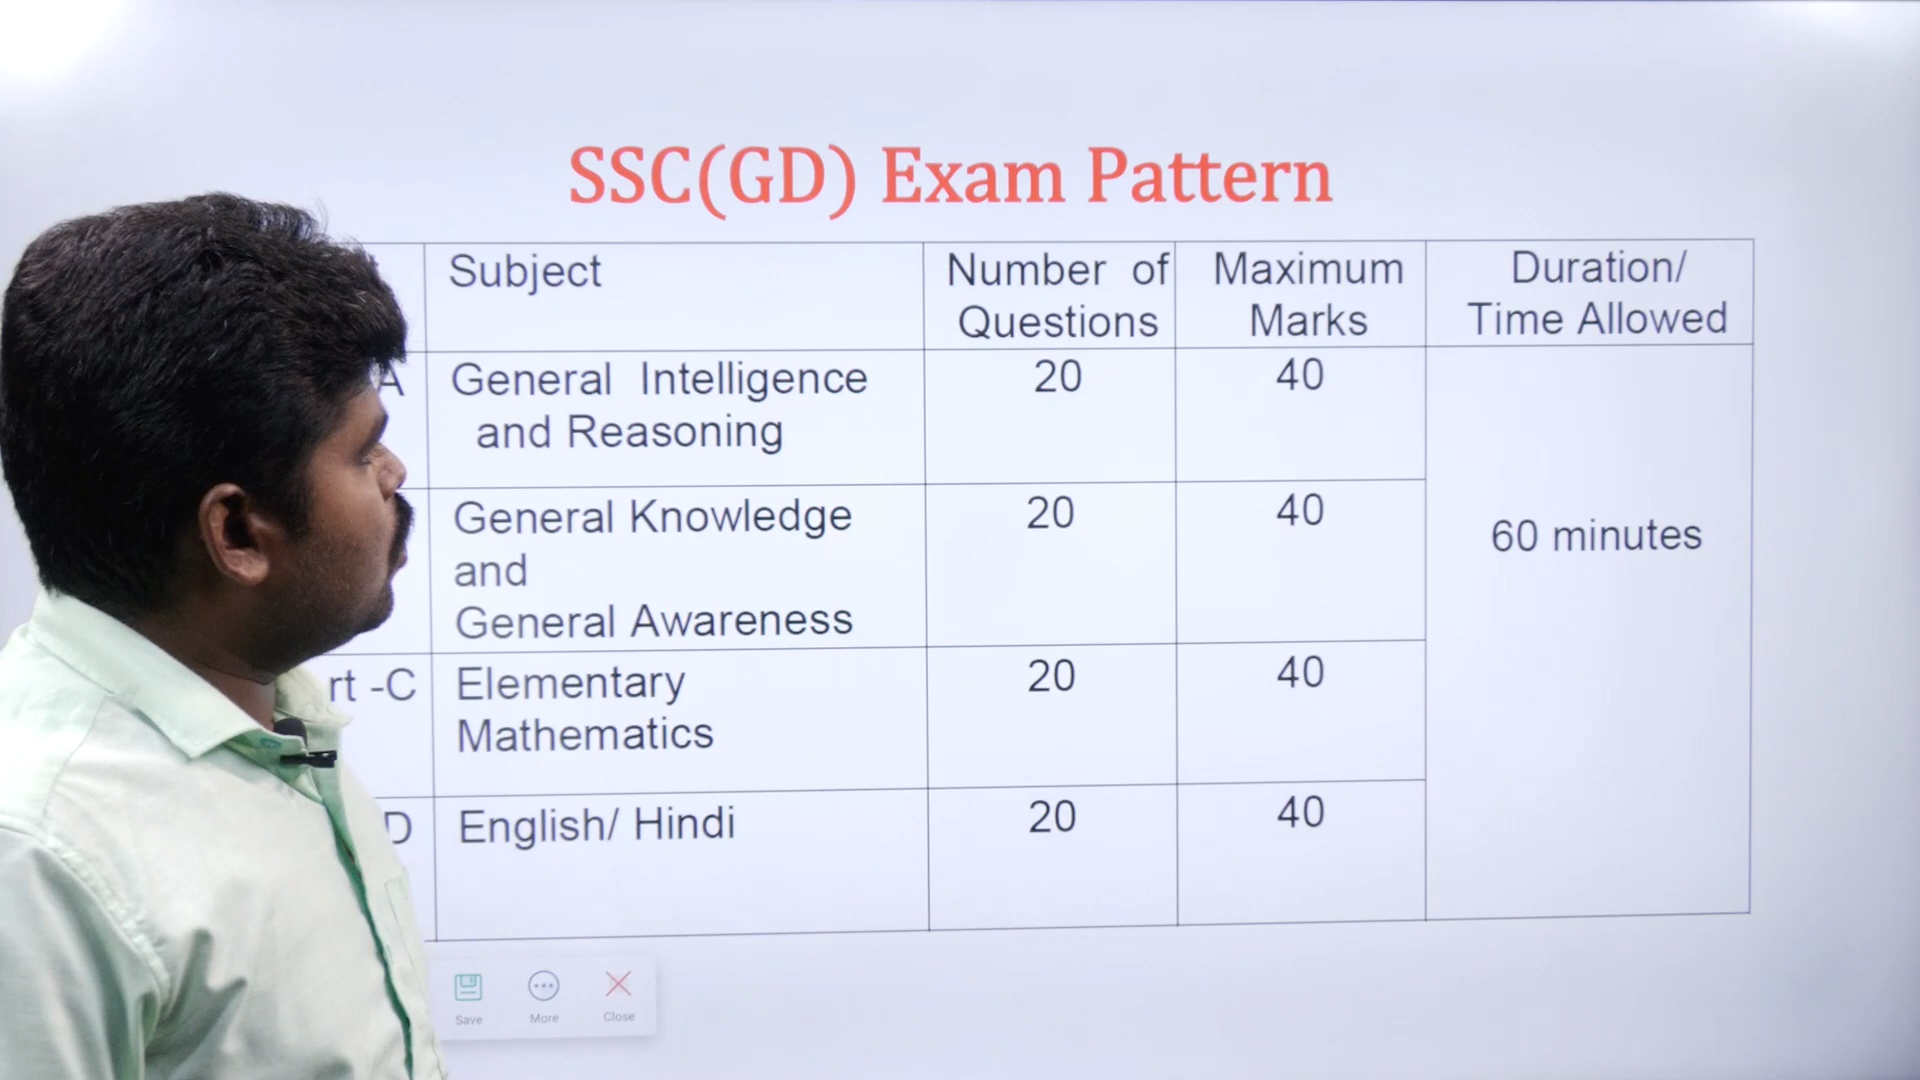 SSC(GD) Exam Pattern
Subject
Number of
Questions
Maximum
Marks
Duration/
Time Allowed
A
General Intelligence
and Reasoning
20
40
60 minutes
General Knowledge
and
General Awareness
20
40
rt -C
Elementary
Mathematics
20
40
D
English/ Hindi
20
40
Save
More
Close